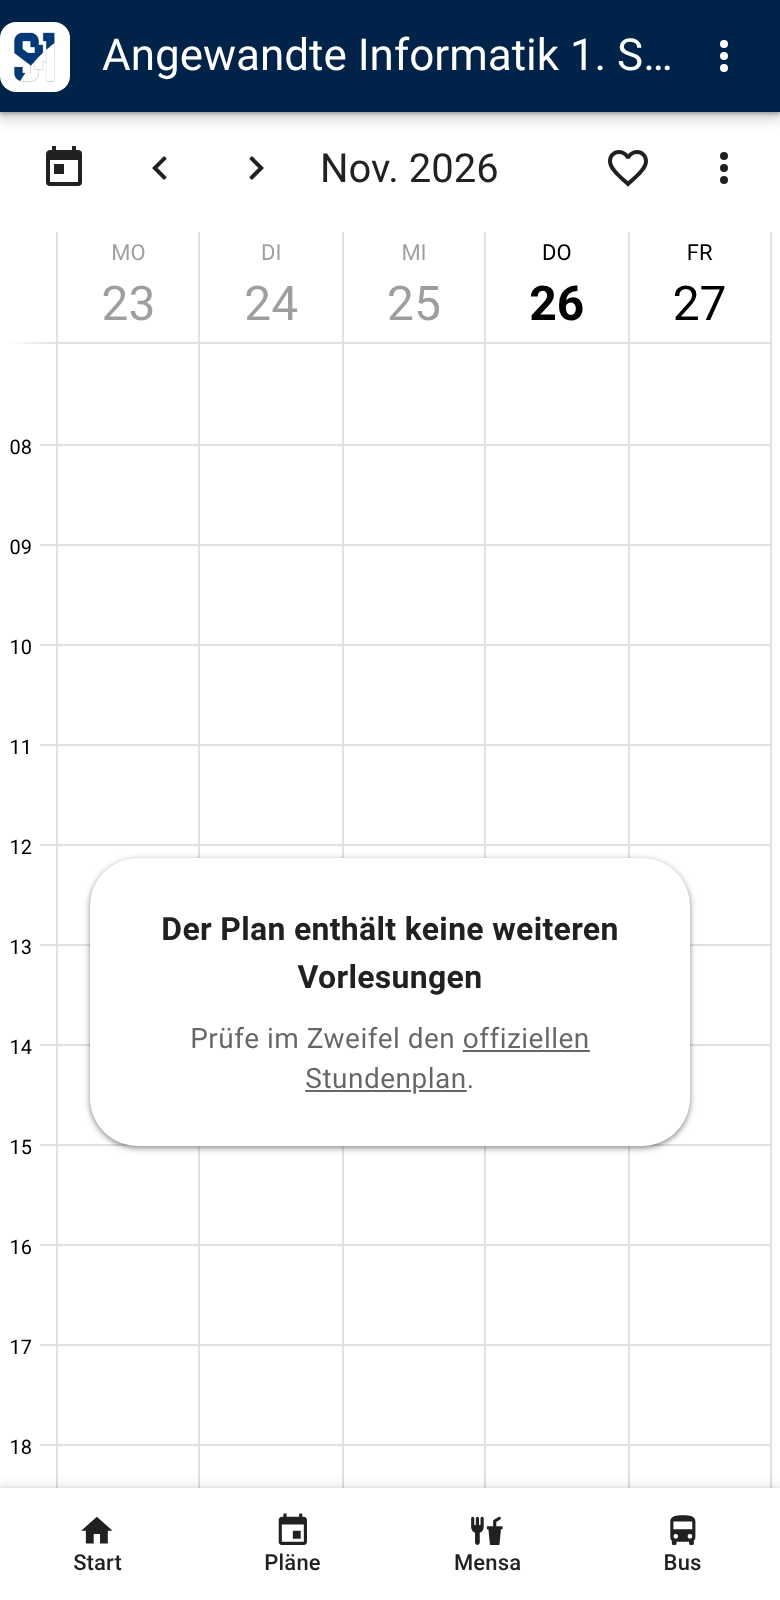 Angewandte Informatik 1. S...
Nov. 2026
MO DI MI DO FR
23 24 25 26 27
08
09
10
11
12
Der Plan enthält keine weiteren
13
Vorlesungen
Prüfe im Zweifel den offiziellen
14
Stundenplan.
15
16
17
18
Start Pläne Mensa Bus